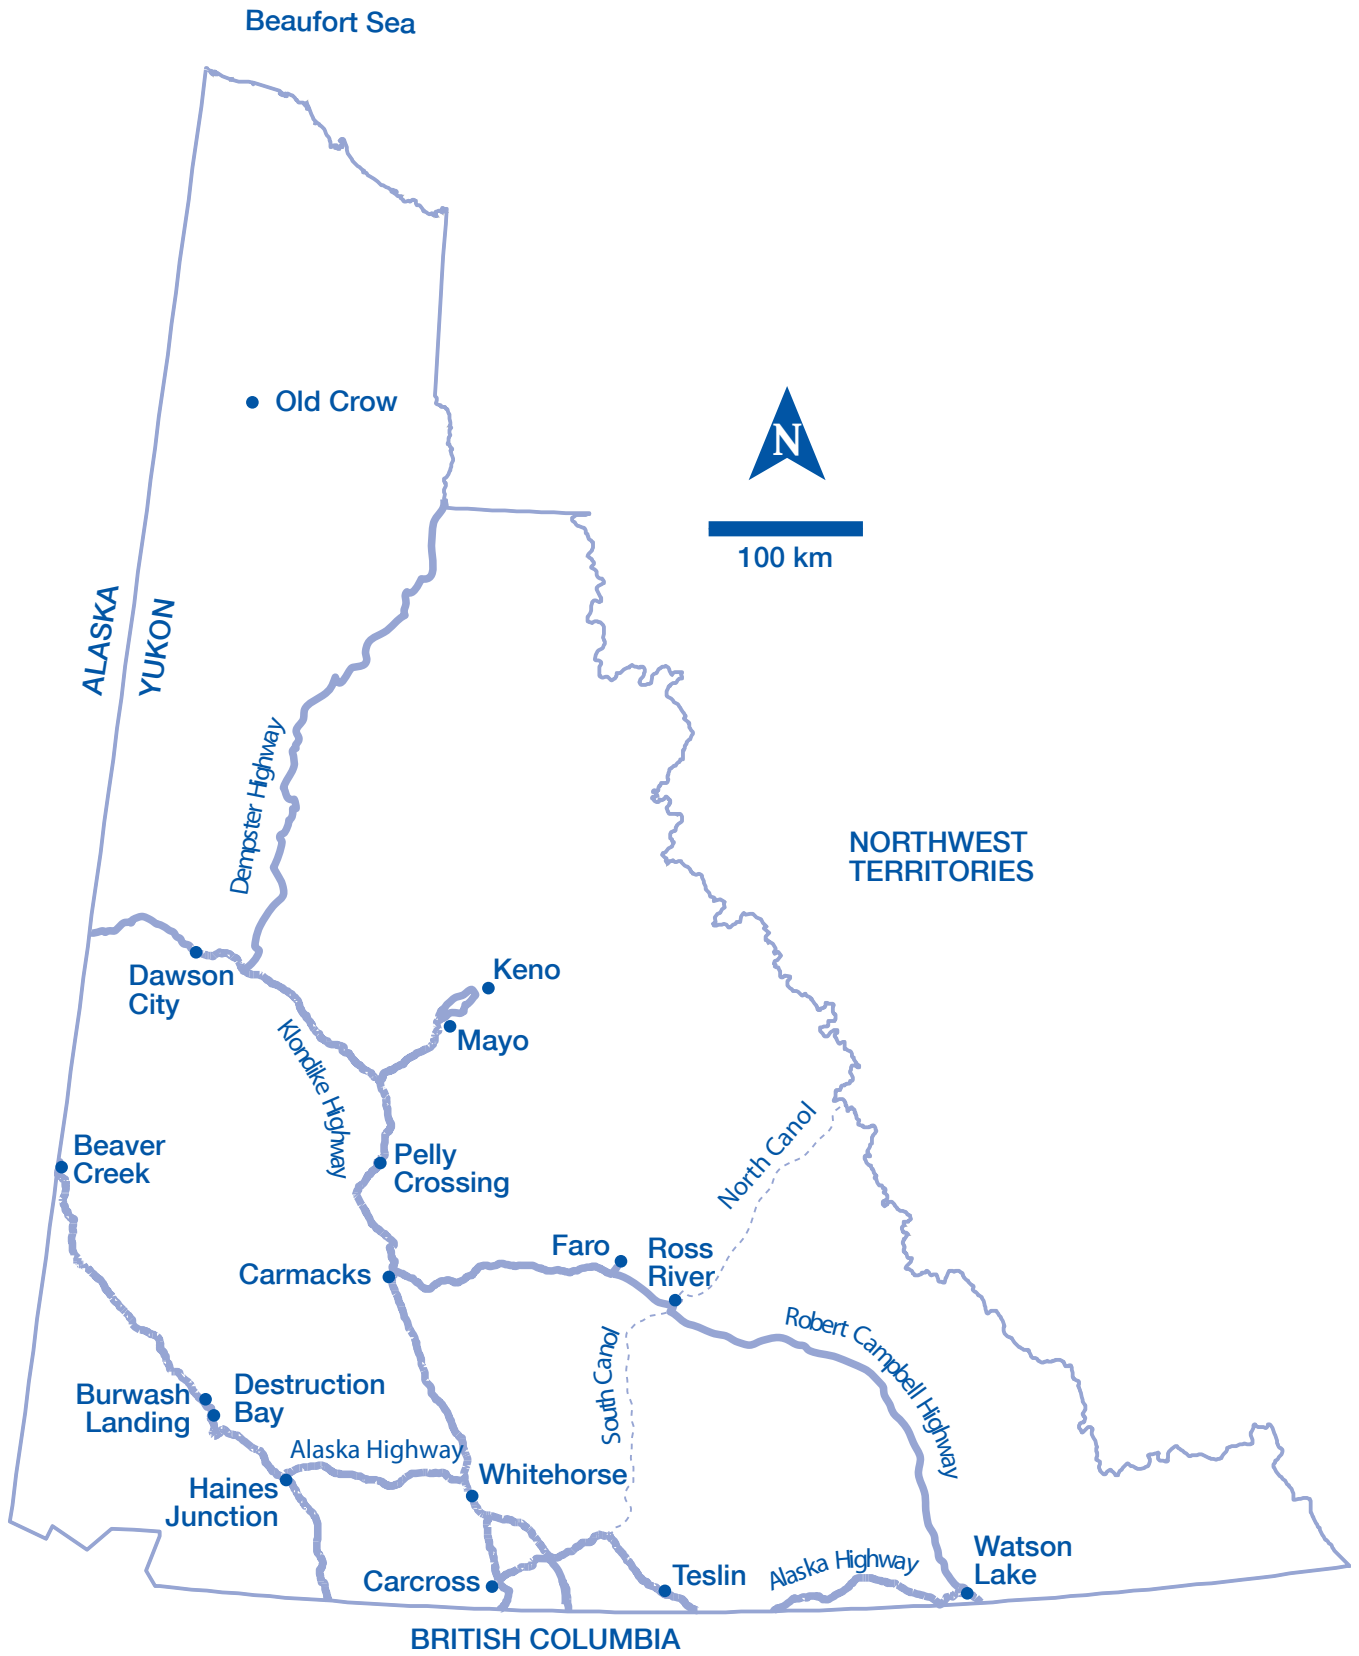 Beaufort Sea
Old Crow
N
100 km
ALASKA
YUKON
Dempster Highway
NORTHWEST
TERRITORIES
Dawson
City
Keno
Mayo
Klondike Highway
Beaver
Creek
Pelly
Crossing
North Canol
Faro
Ross
River
Carmacks
Robert Campbell Highway
South Canol
Burwash
Landing
Destruction
Bay
Alaska Highway
Haines
Junction
Whitehorse
Carcross
Teslin
Alaska Highway
Watson
Lake
BRITISH COLUMBIA